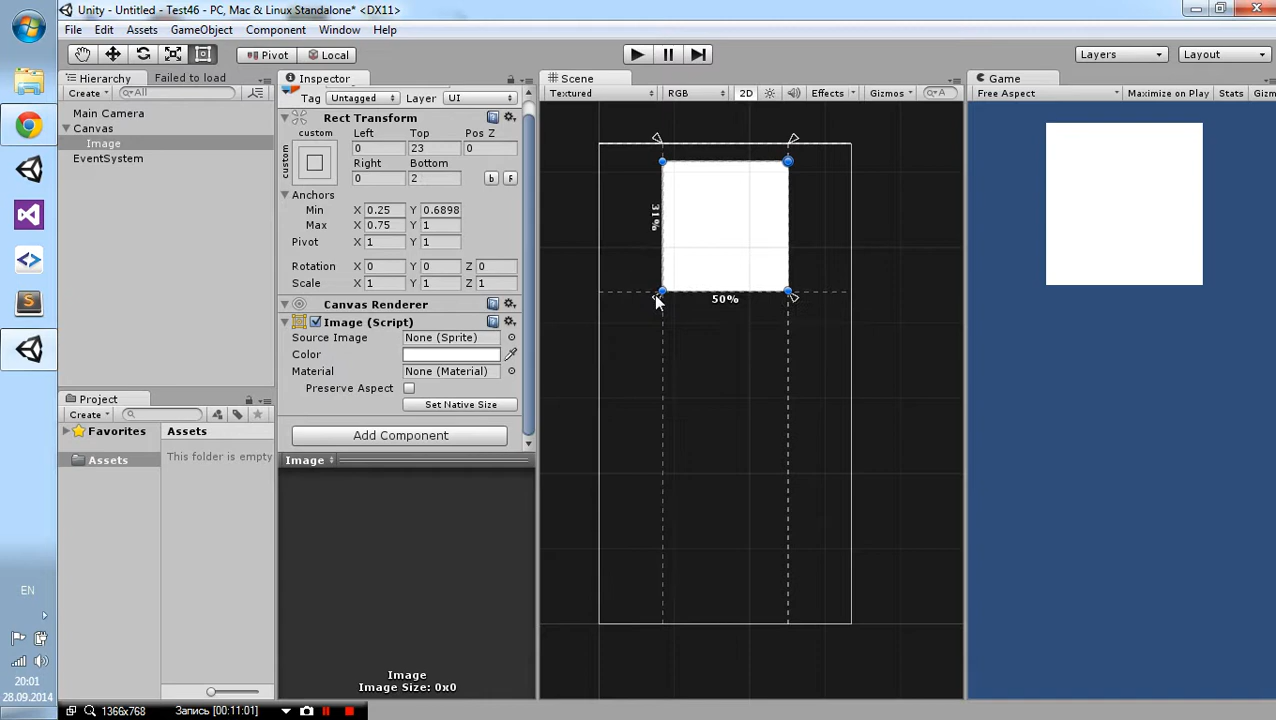 Unity - Untitled - Test46 - PC, Mac & Linux Standalone* <DX11>
File Edit Assets GameObject Component Window Help
Pivot Local Layers Layout
Hierarchy Failed to load Inspector Scene Game
Create All Tag Untagged Layer UI Textured RGB 2D Effects Gizmos A Free Aspect Maximize on Play Stats Gizm
Main Camera
Canvas
Image
EventSystem
Rect Transform
custom Left Top Pos Z
custom
0 23 0
Right Bottom
0 2 b F
Anchors
Min X 0.25 Y 0.6898
Max X 0.75 Y 1
Pivot X 1 Y 1
Rotation X 0 Y 0 Z 0
Scale X 1 Y 1 Z 1
Canvas Renderer
Image (Script)
Source Image None (Sprite)
Color
Material None (Material)
Preserve Aspect
Set Native Size
Add Component
Image
31%
50%
Project
Create
Favorites Assets
Assets This folder is empty
Image
Image Size: 0x0
EN
20:01
28.09.2014
1366x768 Запись [00:11:01]